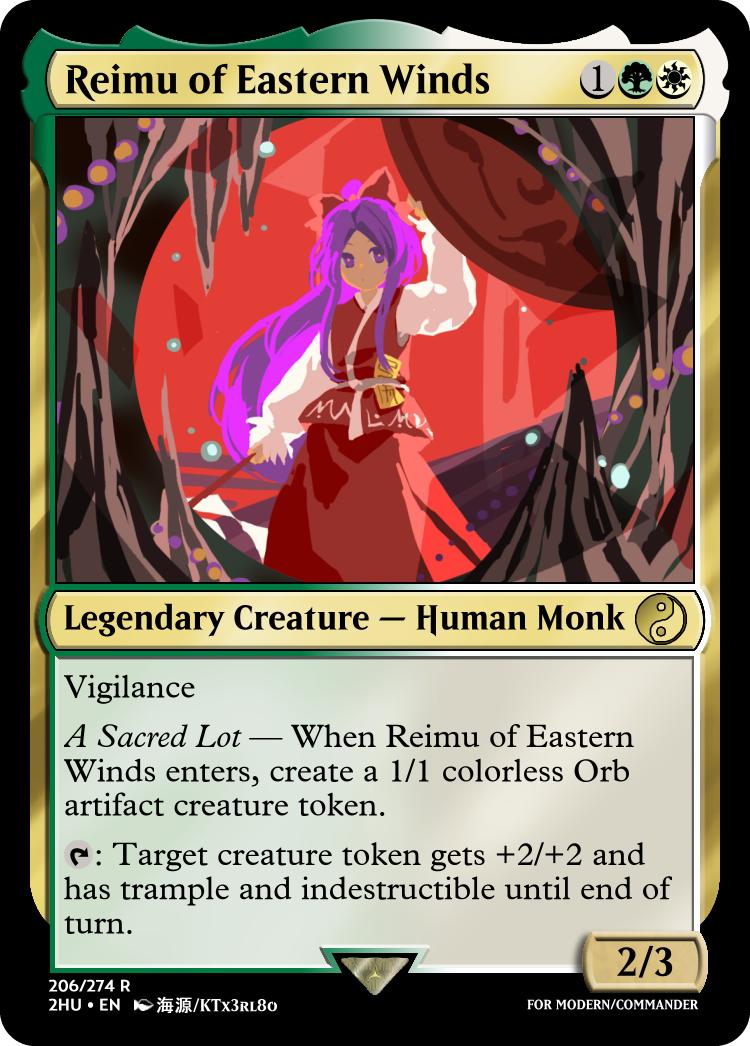 Reimu of Eastern Winds 1
Legendary Creature — Human Monk
Vigilance
A Sacred Lot — When Reimu of Eastern
Winds enters, create a 1/1 colorless Orb
artifact creature token.
: Target creature token gets +2/+2 and
has trample and indestructible until end of
turn.
2/3
206/274 R
2HU • EN 海源/KTx3RL80
FOR MODERN/COMMANDER